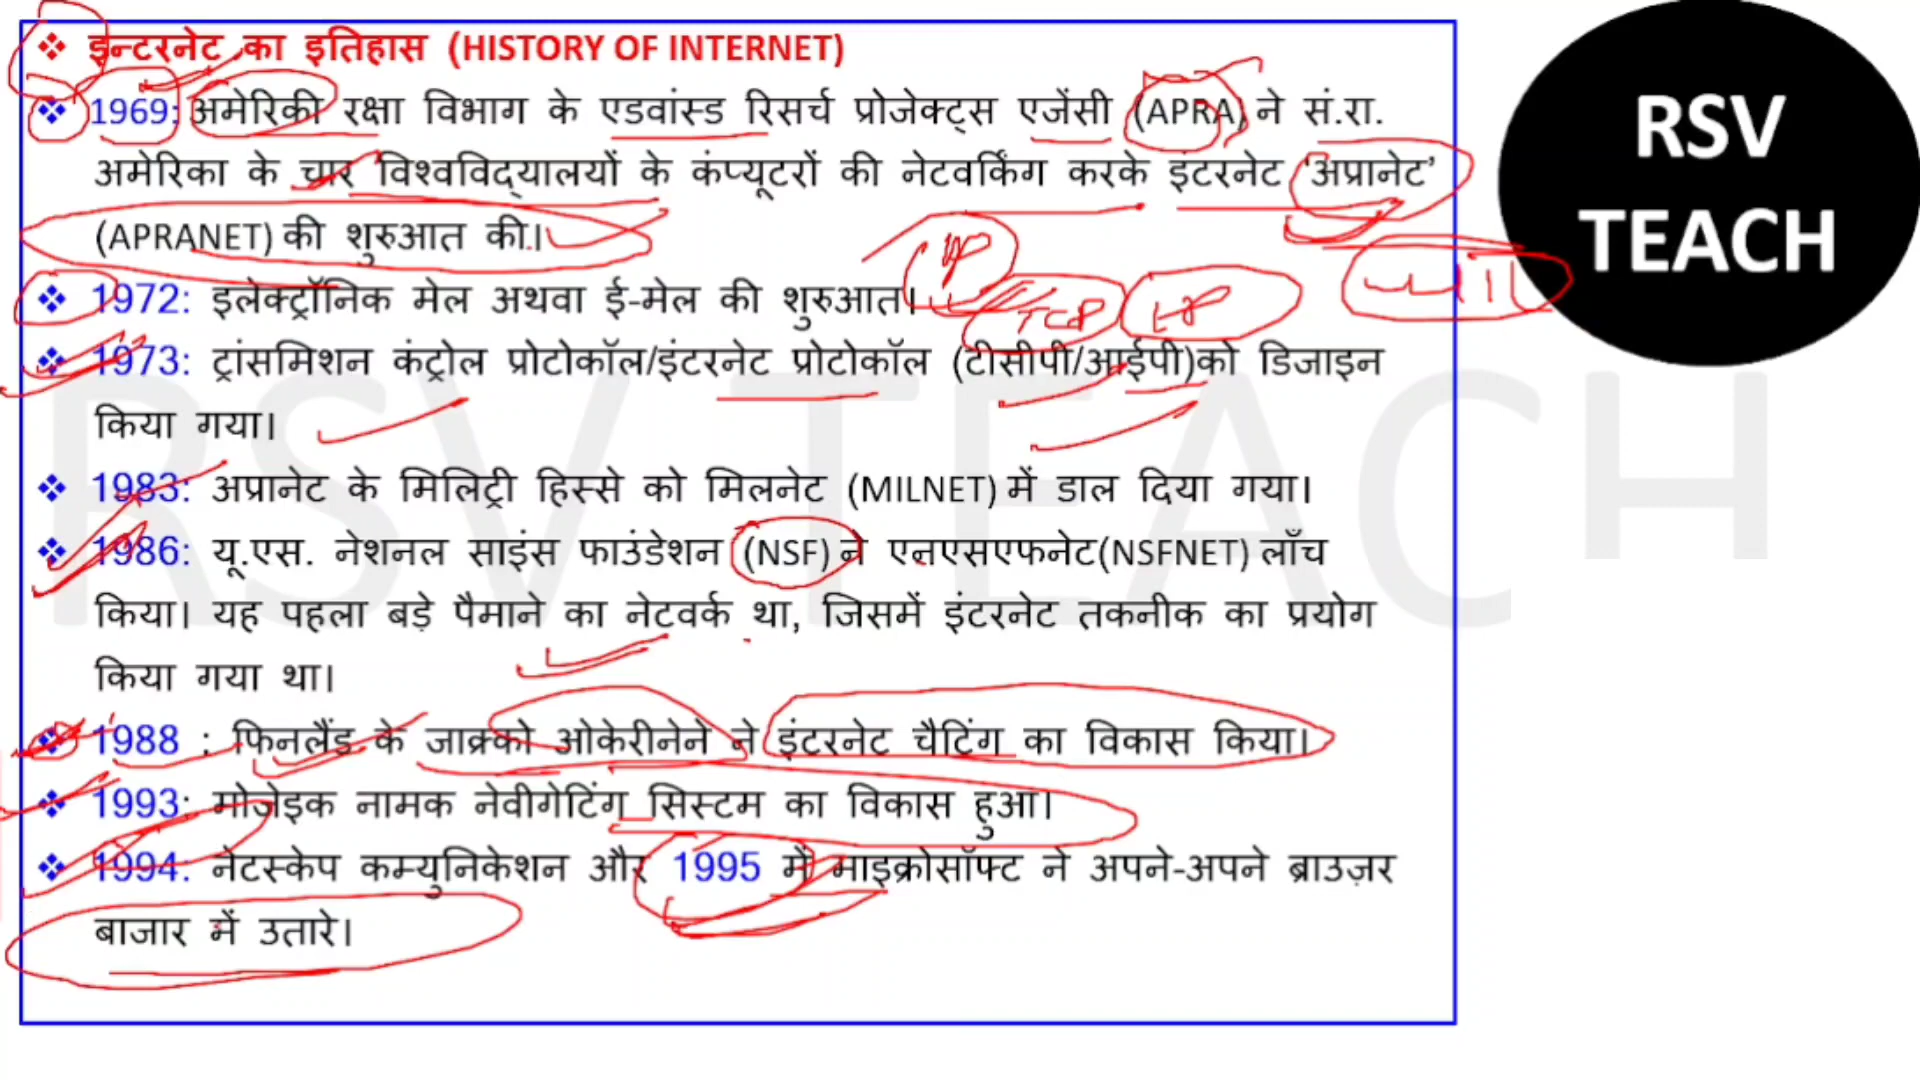 ❖ इन्टरनेट का इतिहास (HISTORY OF INTERNET)
❖ 1969: अमेरिकी रक्षा विभाग के एडवांस्ड रिसर्च प्रोजेक्ट्स एजेंसी (APRA) ने सं.रा.
अमेरिका के चार विश्वविद्यालयों के कंप्यूटरों की नेटवर्किंग करके इंटरनेट 'अप्रानेट'
(APRANET) की शुरुआत की।
❖ 1972: इलेक्ट्रॉनिक मेल अथवा ई-मेल की शुरुआत।
TCP
❖ 1973: ट्रांसमिशन कंट्रोल प्रोटोकॉल/इंटरनेट प्रोटोकॉल (टीसीपी/आईपी)को डिजाइन
किया गया।
❖ 1983: अप्रानेट के मिलिट्री हिस्से को मिलनेट (MILNET) में डाल दिया गया।
❖ 1986: यू.एस. नेशनल साइंस फाउंडेशन (NSF) ने एनएसएफनेट(NSFNET) लाँच
किया। यह पहला बड़े पैमाने का नेटवर्क था, जिसमें इंटरनेट तकनीक का प्रयोग
किया गया था।
❖ 1988 : फिनलैंड के जाक्र्को ओकेरीनेने ने इंटरनेट चैटिंग का विकास किया।
❖ 1993: मोजेइक नामक नेवीगेटिंग सिस्टम का विकास हुआ।
❖ 1994: नेटस्केप कम्युनिकेशन और 1995 में माइक्रोसॉफ्ट ने अपने-अपने ब्राउज़र
बाजार में उतारे।
RSV
TEACH
RSV TEACH